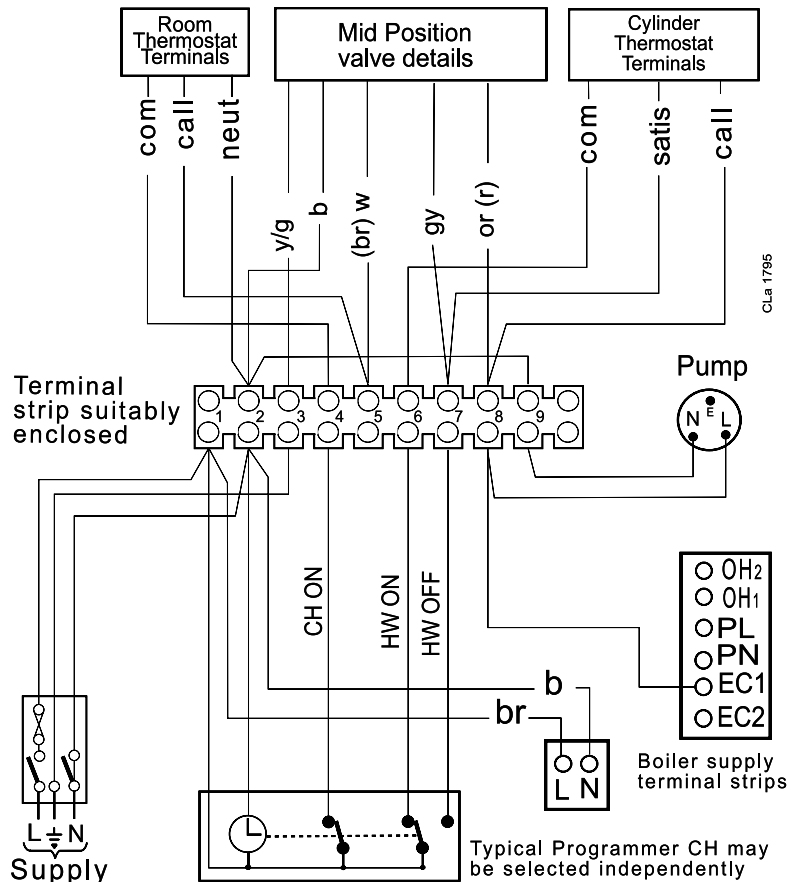 Room
Thermostat
Terminals
Mid Position
valve details
Cylinder
Thermostat
Terminals
com
call
neut
y/g
b
(br) w
gy
or (r)
com
satis
call
CLa 1795
Terminal
strip suitably
enclosed
1
2
3
4
5
6
7
8
9
Pump
N
E
L
CH ON
HW ON
HW OFF
OH2
OH1
PL
PN
EC1
EC2
b
br
L N
Boiler supply
terminal strips
L N
Supply
Typical Programmer CH may
be selected independently